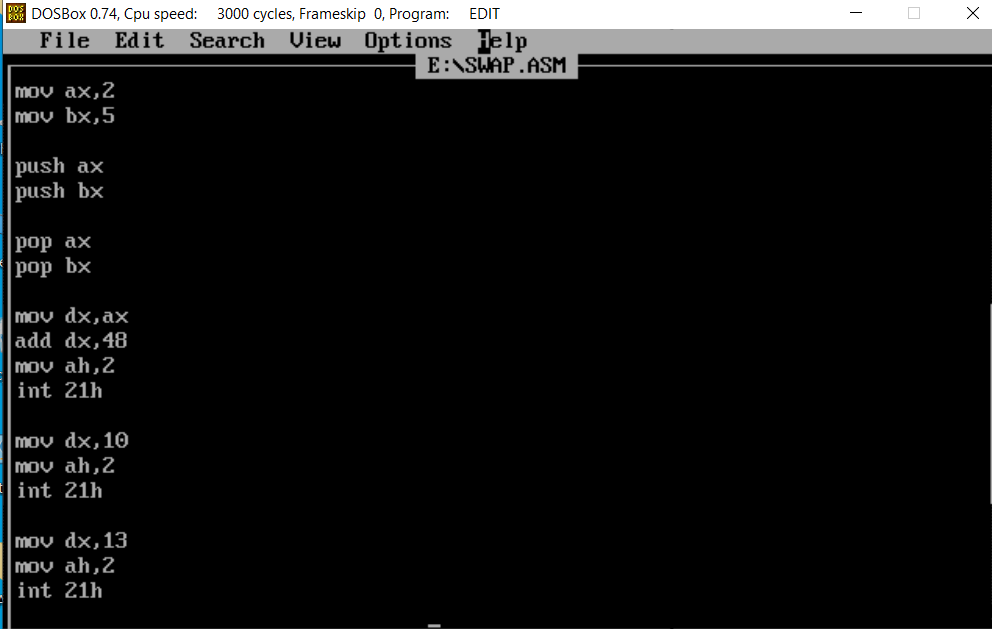 DOSBox 0.74, Cpu speed: 3000 cycles, Frameskip 0, Program: EDIT
File Edit Search View Options Help
E:\SWAP.ASM
mov ax,2
mov bx,5
push ax
push bx
pop ax
pop bx
mov dx,ax
add dx,48
mov ah,2
int 21h
mov dx,10
mov ah,2
int 21h
mov dx,13
mov ah,2
int 21h